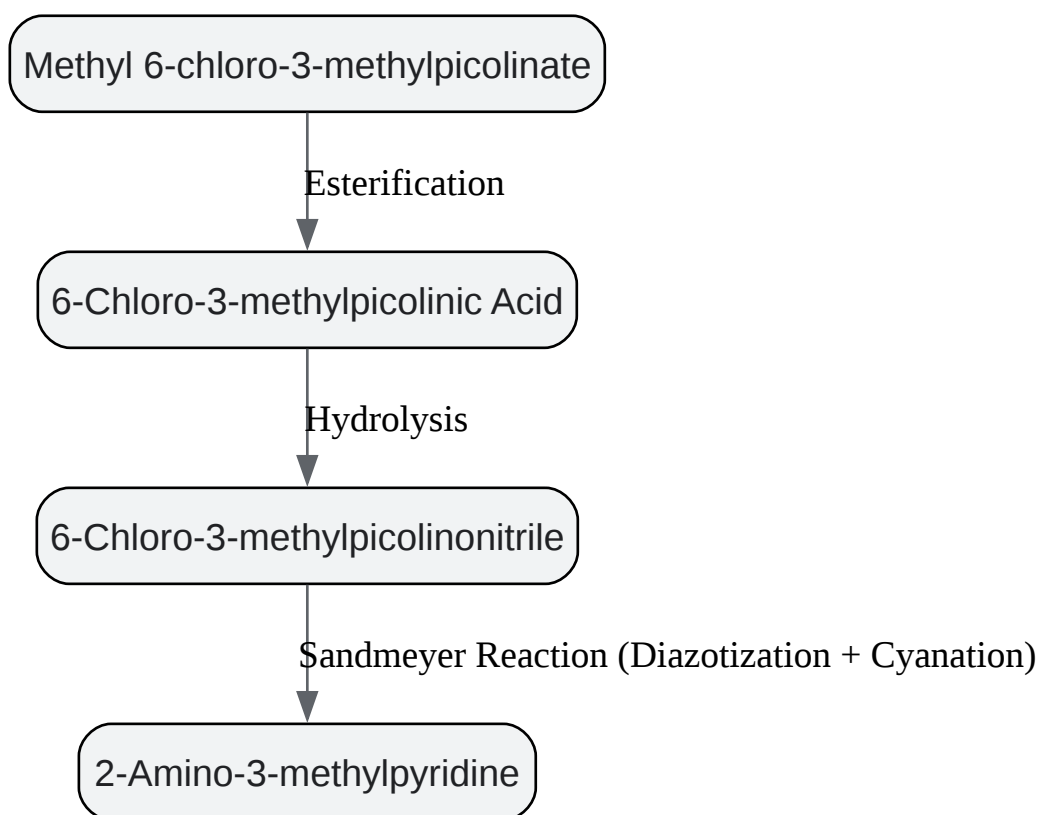 Methyl 6-chloro-3-methylpicolinate
Esterification
6-Chloro-3-methylpicolinic Acid
Hydrolysis
6-Chloro-3-methylpicolinonitrile
Sandmeyer Reaction (Diazotization + Cyanation)
2-Amino-3-methylpyridine